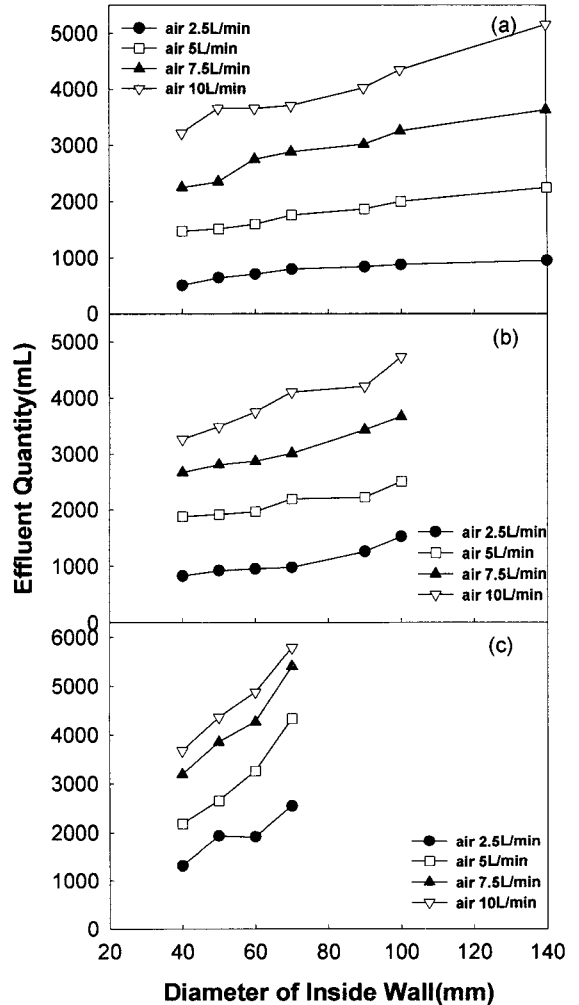 (a)
air 2.5L/min
air 5L/min
air 7.5L/min
air 10L/min
5000
4000
3000
2000
1000
0
(b)
5000
4000
3000
2000
1000
0
air 2.5L/min
air 5L/min
air 7.5L/min
air 10L/min
(c)
6000
5000
4000
3000
2000
1000
0
air 2.5L/min
air 5L/min
air 7.5L/min
air 10L/min
20 40 60 80 100 120 140
Diameter of Inside Wall(mm)
Effluent Quantity(mL)